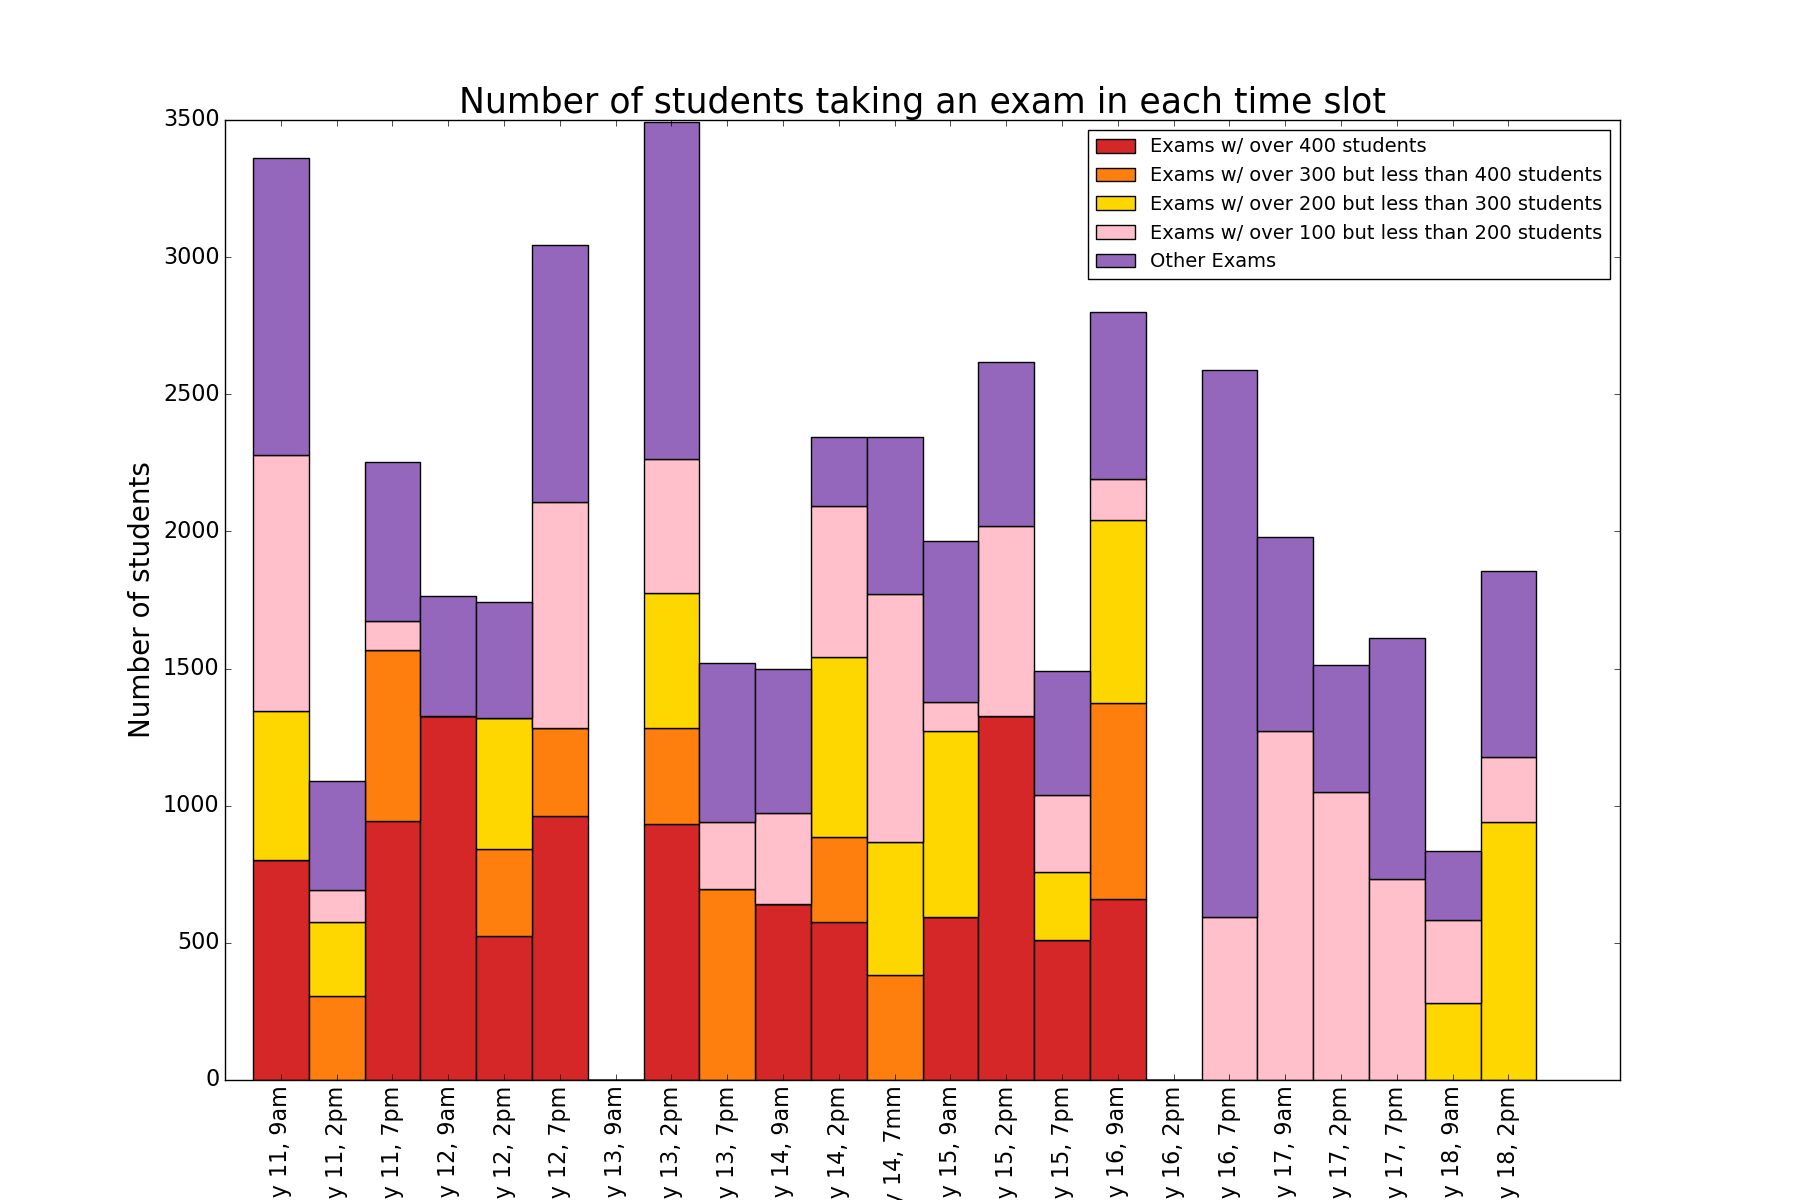 Number of students taking an exam in each time slot
Exams w/ over 400 students
Exams w/ over 300 but less than 400 students
Exams w/ over 200 but less than 300 students
Exams w/ over 100 but less than 200 students
Other Exams
Number of students
3500
3000
2500
2000
1500
1000
500
0
y 11, 9am
y 11, 2pm
y 11, 7pm
y 12, 9am
y 12, 2pm
y 12, 7pm
y 13, 9am
y 13, 2pm
y 13, 7pm
y 14, 9am
y 14, 2pm
y 14, 7mm
y 15, 9am
y 15, 2pm
y 15, 7pm
y 16, 9am
y 16, 2pm
y 16, 7pm
y 17, 9am
y 17, 2pm
y 17, 7pm
y 18, 9am
y 18, 2pm